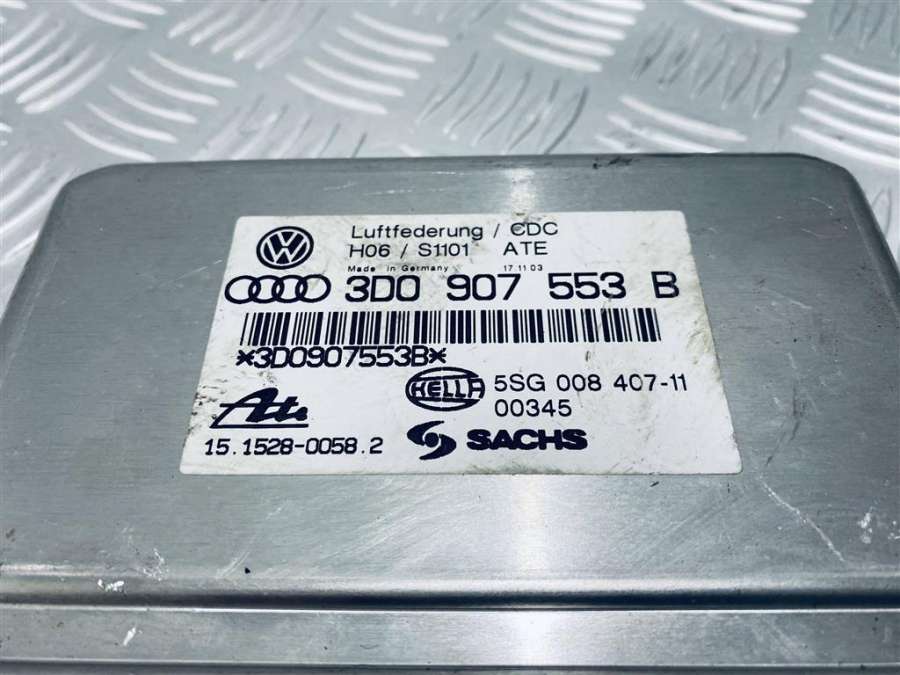 Luftfederung / CDC
H06 / S1101 ATE
Made in Germany 17.11.03
3D0 907 553 B
*3D0907553B*
HELLA 5SG 008 407-11
00345
Ate
SACHS
15.1528-0058.2